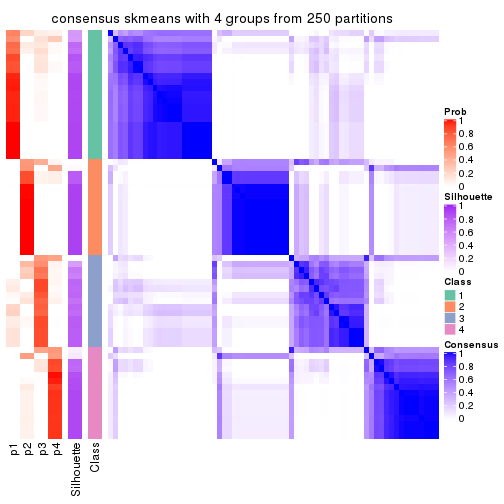 consensus skmeans with 4 groups from 250 partitions
Prob
1
0.8
0.6
0.4
0.2
0
Silhouette
1
0.8
0.6
0.4
0.2
0
Class
1
2
3
4
Consensus
1
0.8
0.6
0.4
0.2
0
p1
p2
p3
p4
Silhouette
Class